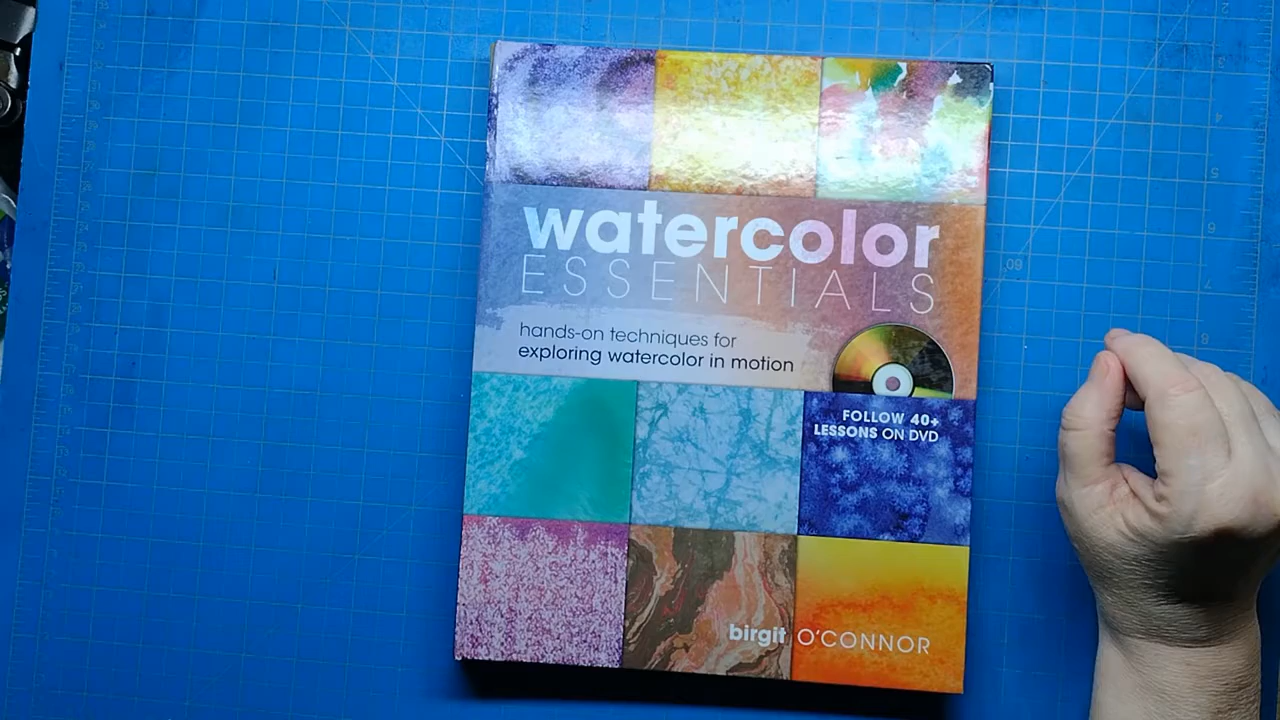 watercolor
ESSENTIALS
hands-on techniques for
exploring watercolor in motion
FOLLOW 40+
LESSONS ON DVD
birgit O'CONNOR